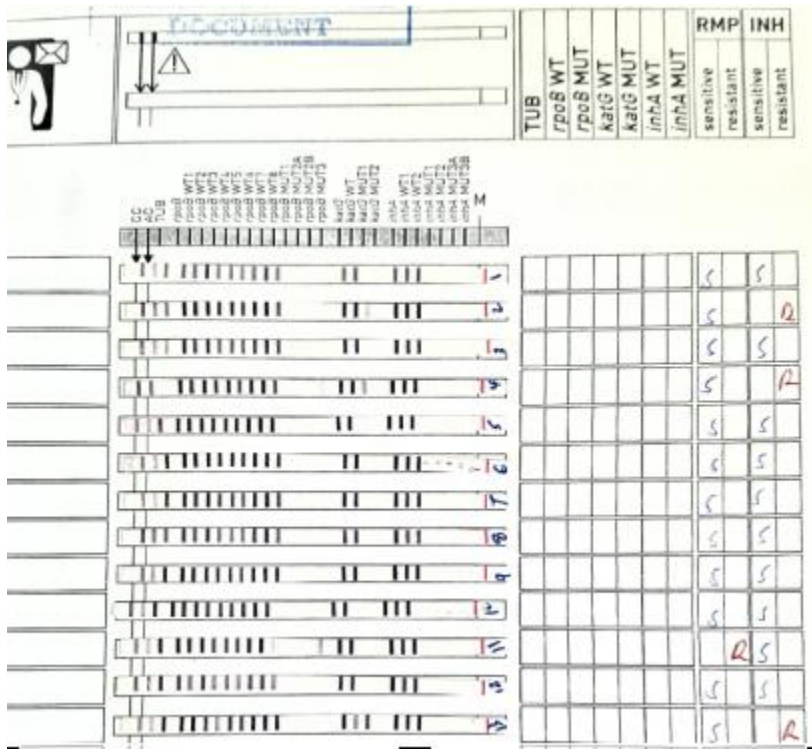 DOCUMENT
RMP INH
TUB
rpoB WT
rpoB MUT
katG WT
katG MUT
inhA WT
inhA MUT
sensitive
resistant
sensitive
resistant
CC
AC
TUB
rpoB
rpoB WT1
rpoB WT2
rpoB WT3
rpoB WT4
rpoB WT5
rpoB WT6
rpoB WT7
rpoB WT8
rpoB MUT1
rpoB MUT2A
rpoB MUT2B
rpoB MUT3
katG
katG WT
katG MUT1
katG MUT2
inhA
inhA WT1
inhA WT2
inhA MUT1
inhA MUT2
inhA MUT3A
inhA MUT3B
M
1 S S
2 S R
3 S S
4 S R
5 S S
6 S S
7 S S
8 S S
9 S S
S S
11 R S
S S
S R